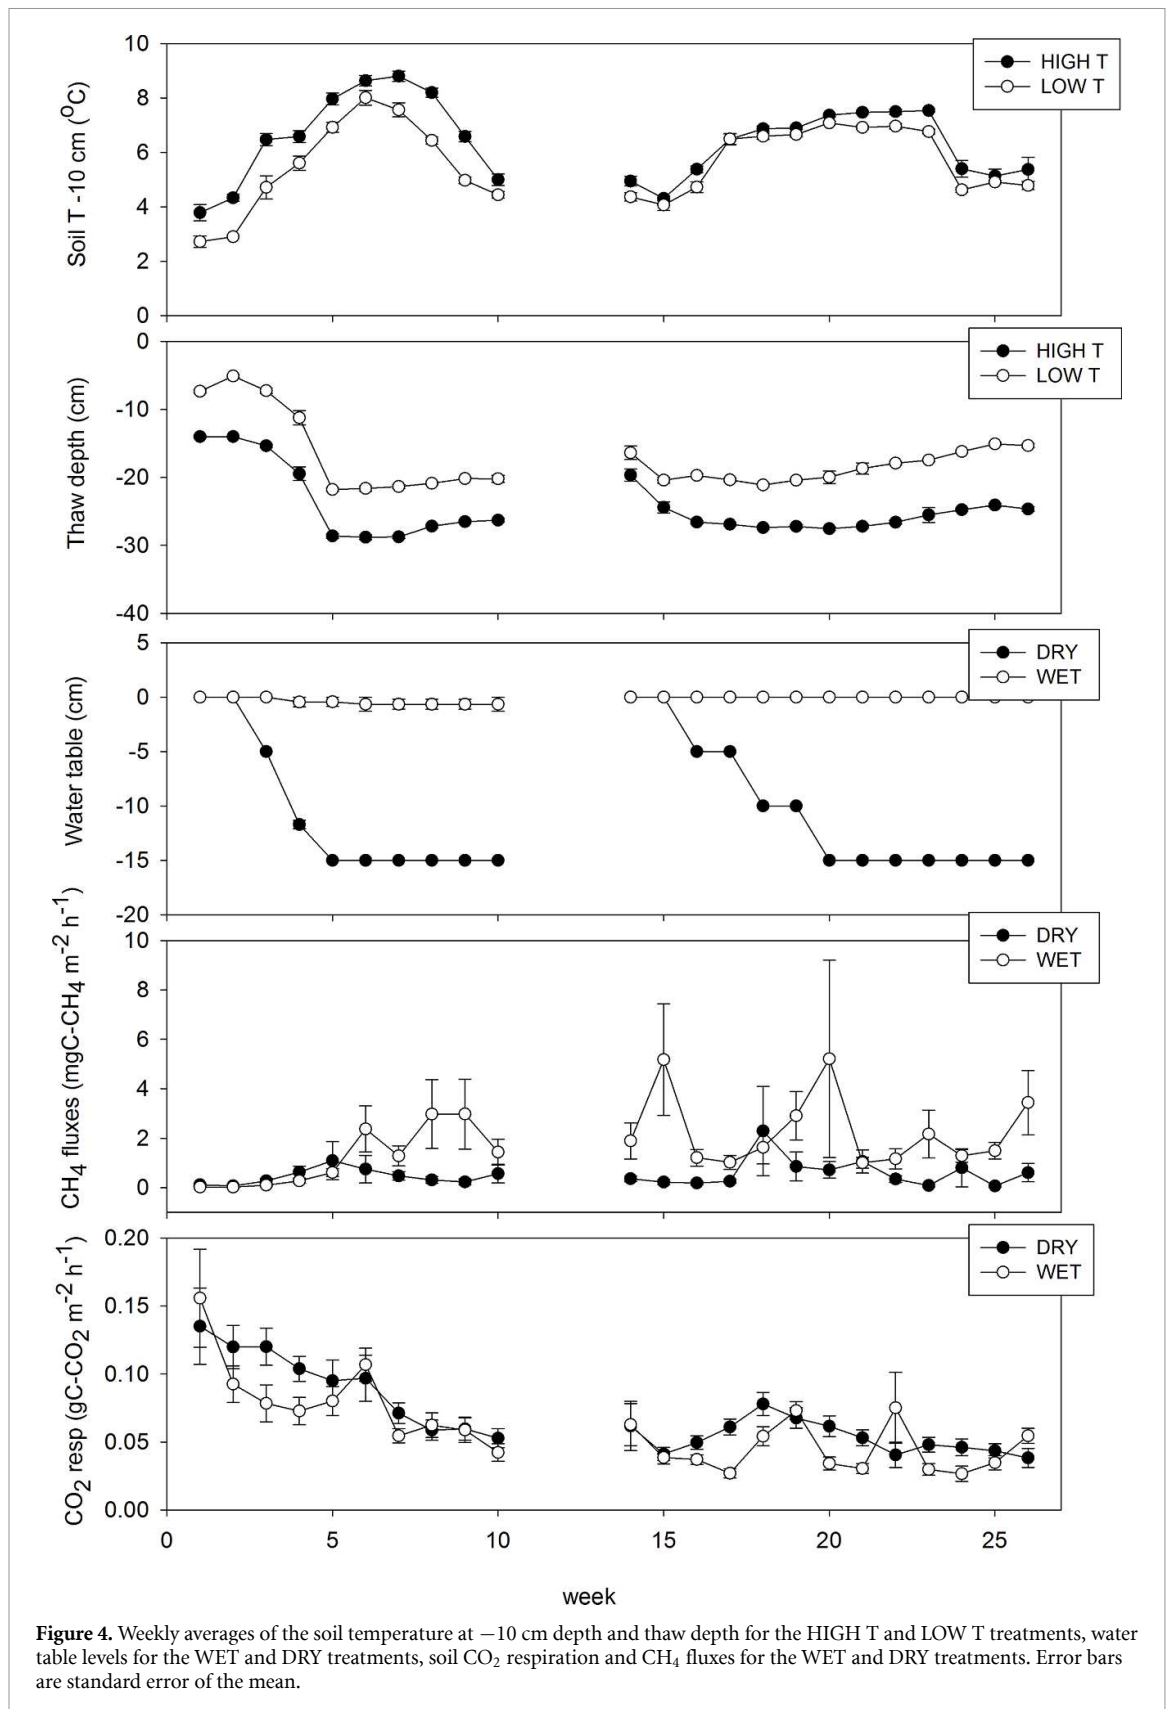 10
8
6
4
2
0
Soil T -10 cm (⁰C)
HIGH T
LOW T
0
-10
-20
-30
-40
Thaw depth (cm)
HIGH T
LOW T
5
0
-5
-10
-15
-20
Water table (cm)
DRY
WET
10
8
6
4
2
0
CH₄ fluxes (mgC-CH₄ m⁻² h⁻¹)
DRY
WET
0.20
0.15
0.10
0.05
0.00
CO₂ resp (gC-CO₂ m⁻² h⁻¹)
DRY
WET
0 5 10 15 20 25
week
Figure 4. Weekly averages of the soil temperature at −10 cm depth and thaw depth for the HIGH T and LOW T treatments, water
table levels for the WET and DRY treatments, soil CO₂ respiration and CH₄ fluxes for the WET and DRY treatments. Error bars
are standard error of the mean.